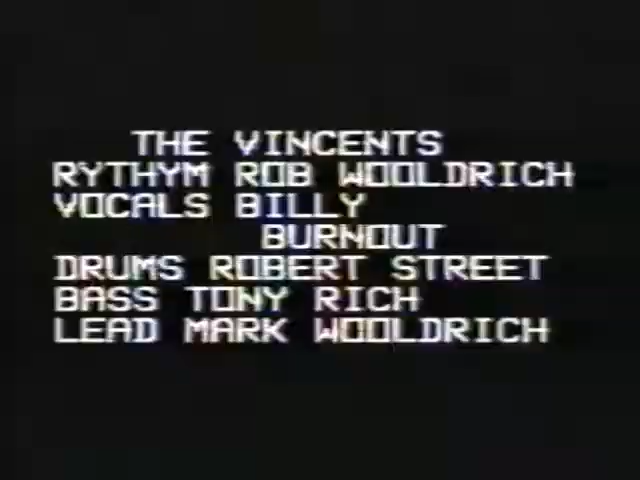 THE VINCENTS
RYTHYM ROB WOOLDRICH
VOCALS BILLY
BURNOUT
DRUMS ROBERT STREET
BASS TONY RICH
LEAD MARK WOOLDRICH